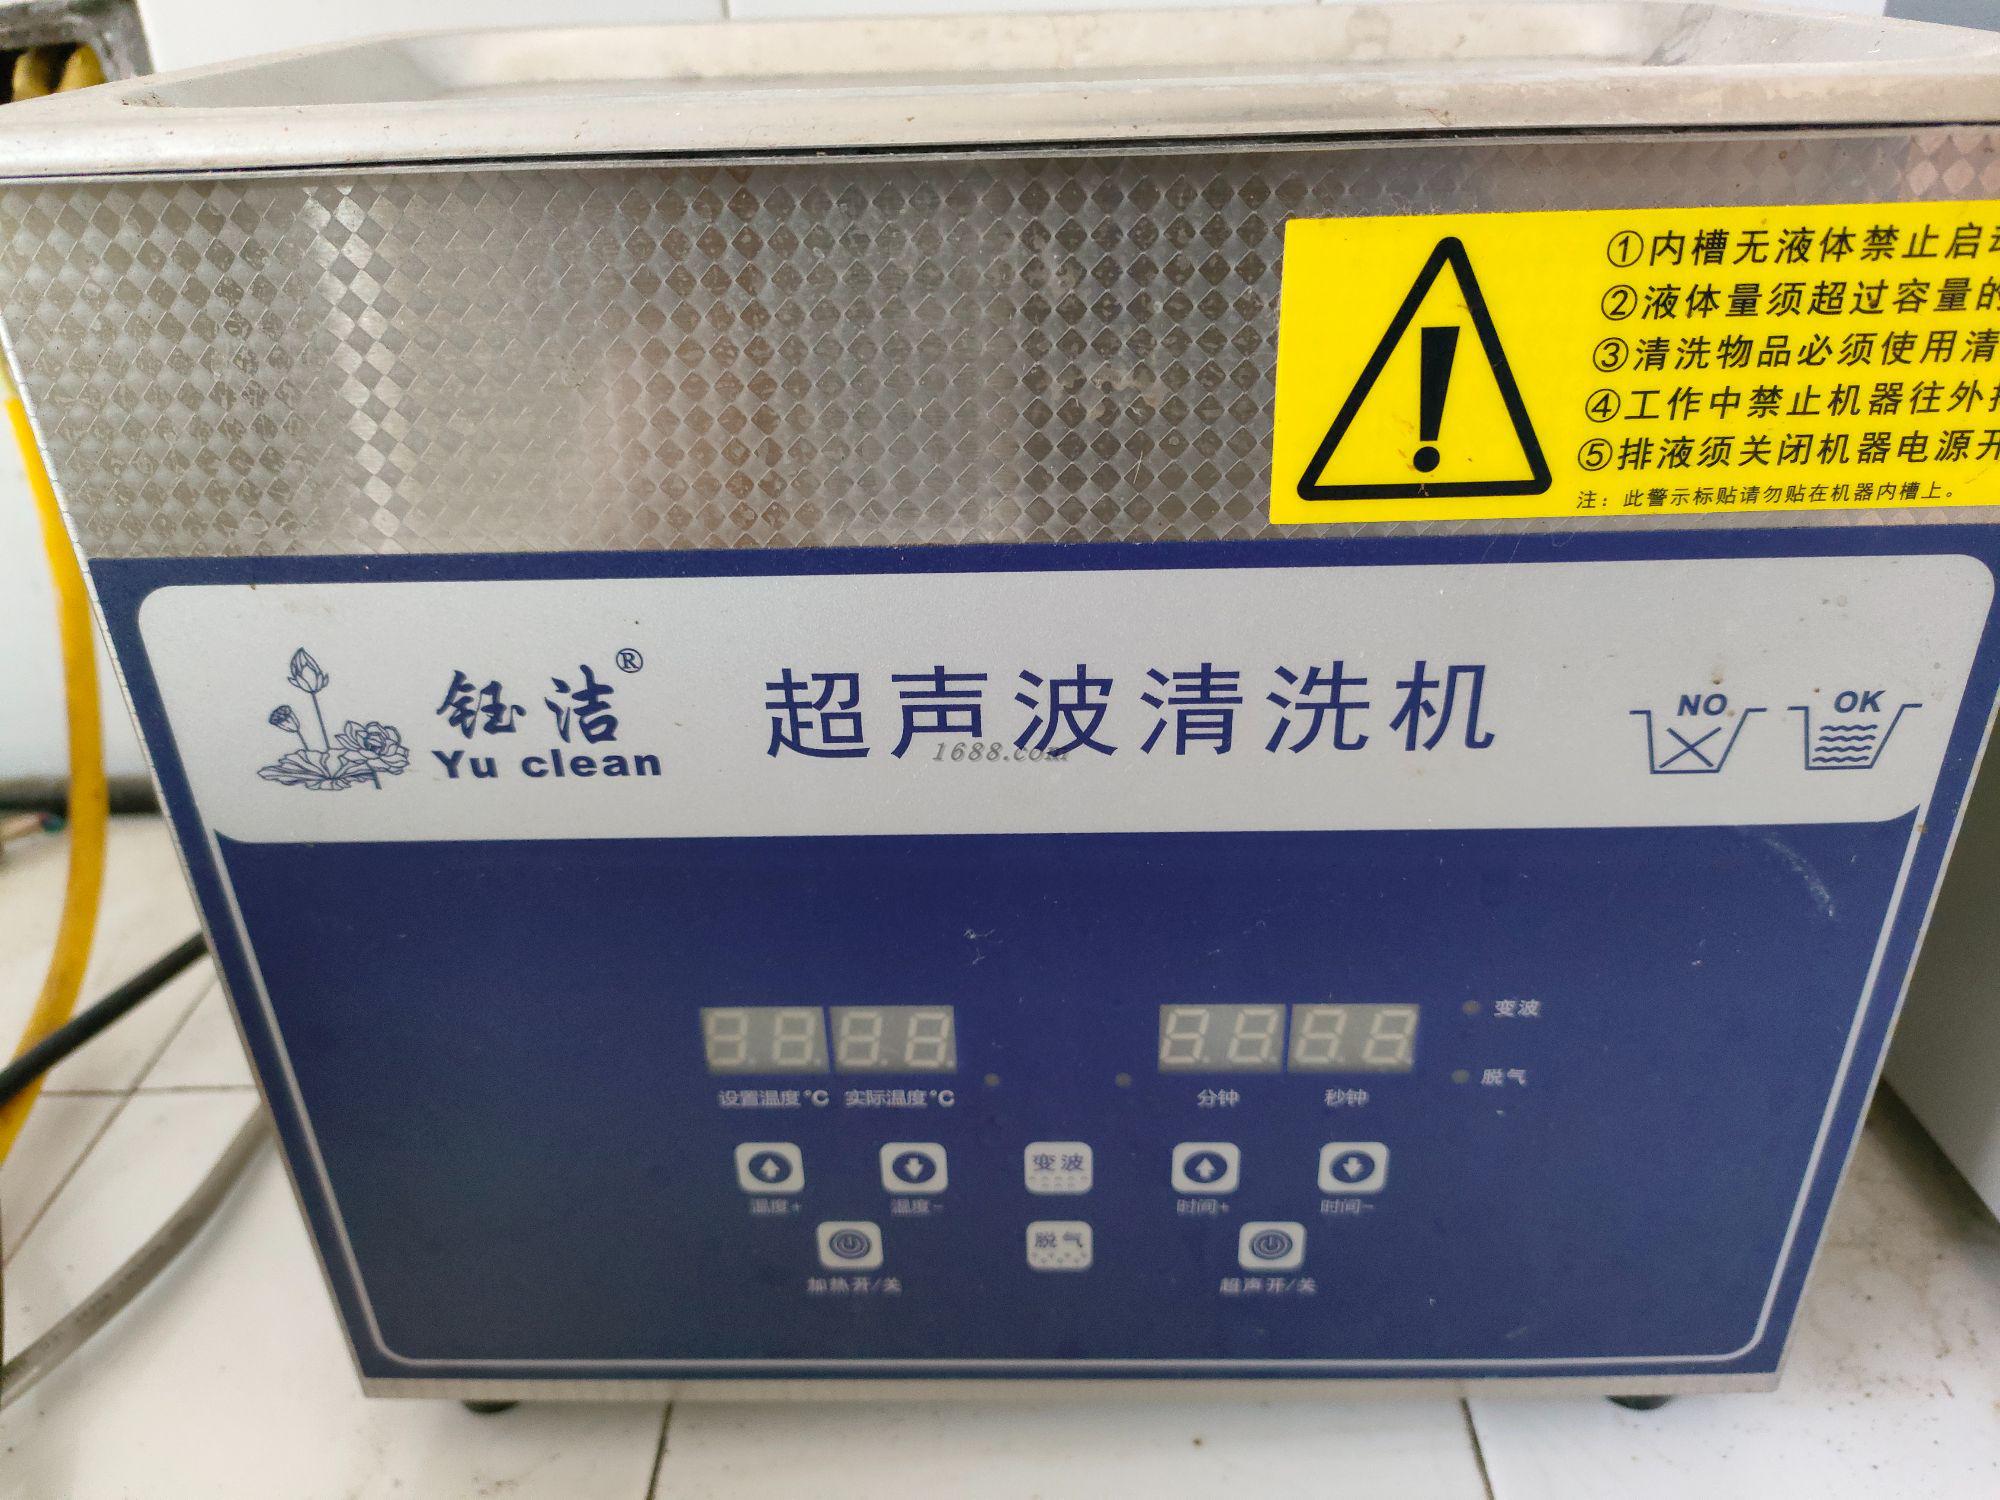 ①内槽无液体禁止启动
②液体量须超过容量的
③清洗物品必须使用清
④工作中禁止机器往外
⑤排液须关闭机器电源开
注：此警示标贴请勿贴在机器内槽上。
钰洁®
Yu clean
超声波清洗机
1688.com
NO
OK
变波
脱气
设置温度°C 实际温度°C
分钟 秒钟
变波
温度+ 温度- 时间+ 时间-
脱气
加热开/关 超声开/关